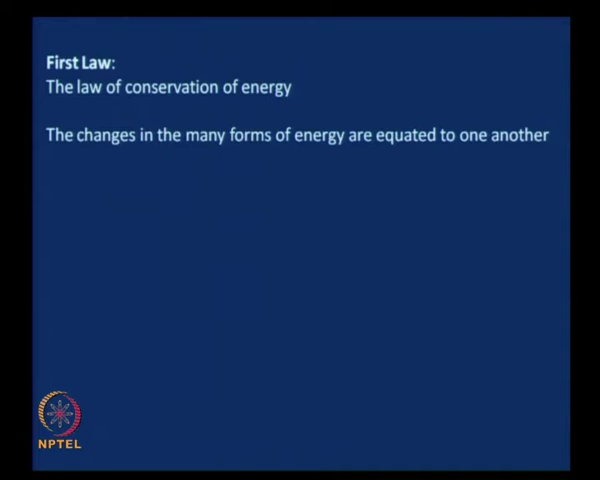 First Law:
The law of conservation of energy
The changes in the many forms of energy are equated to one another
NPTEL